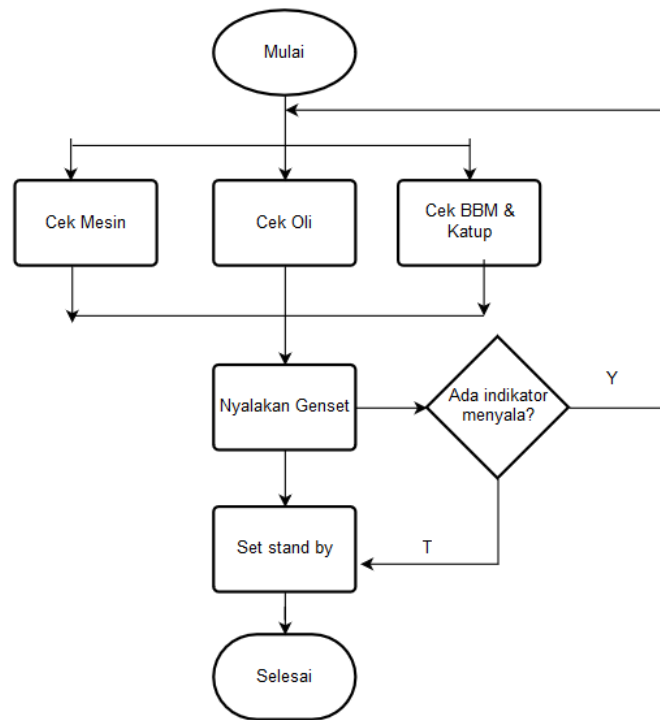 Mulai
Cek Mesin
Cek Oli
Cek BBM &
Katup
Nyalakan Genset
Ada indikator
menyala?
Y
Set stand by
T
Selesai